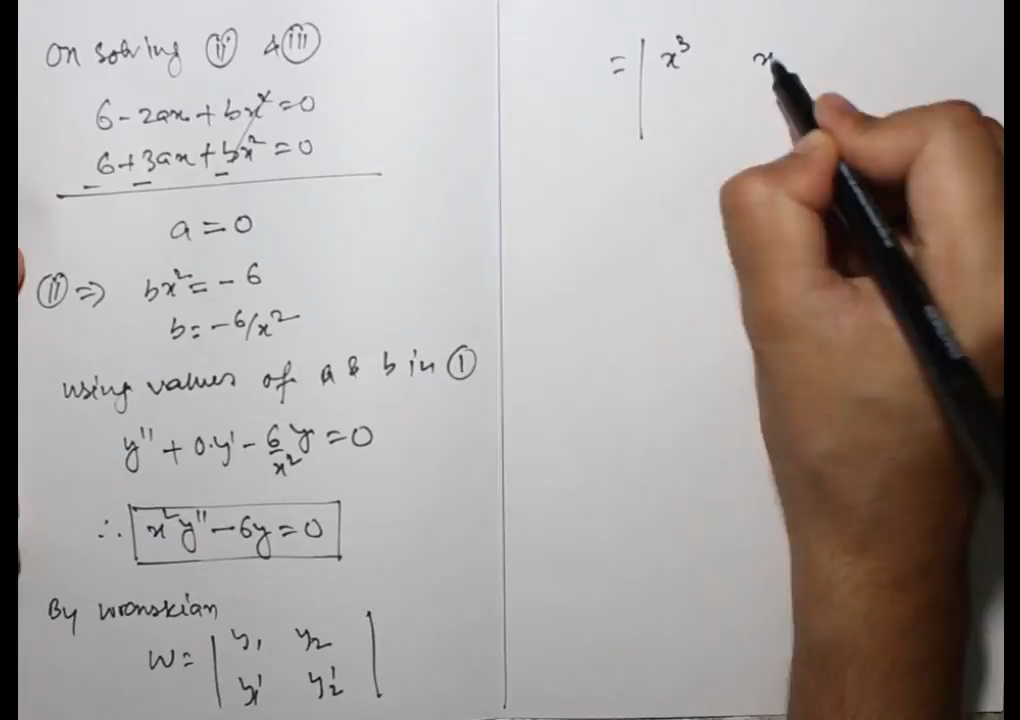 On solving (ii) & (iii)
6 - 2ax + bx² = 0
6 + 3ax + bx² = 0
a = 0
(ii) ⇒ bx² = - 6
b = - 6/x²
using values of a & b in (1)
y'' + 0.y' - 6/x² y = 0
∴ x²y'' - 6y = 0
By wronskian
W = | y₁ y₂ |
| y₁' y₂' |
= | x³ x